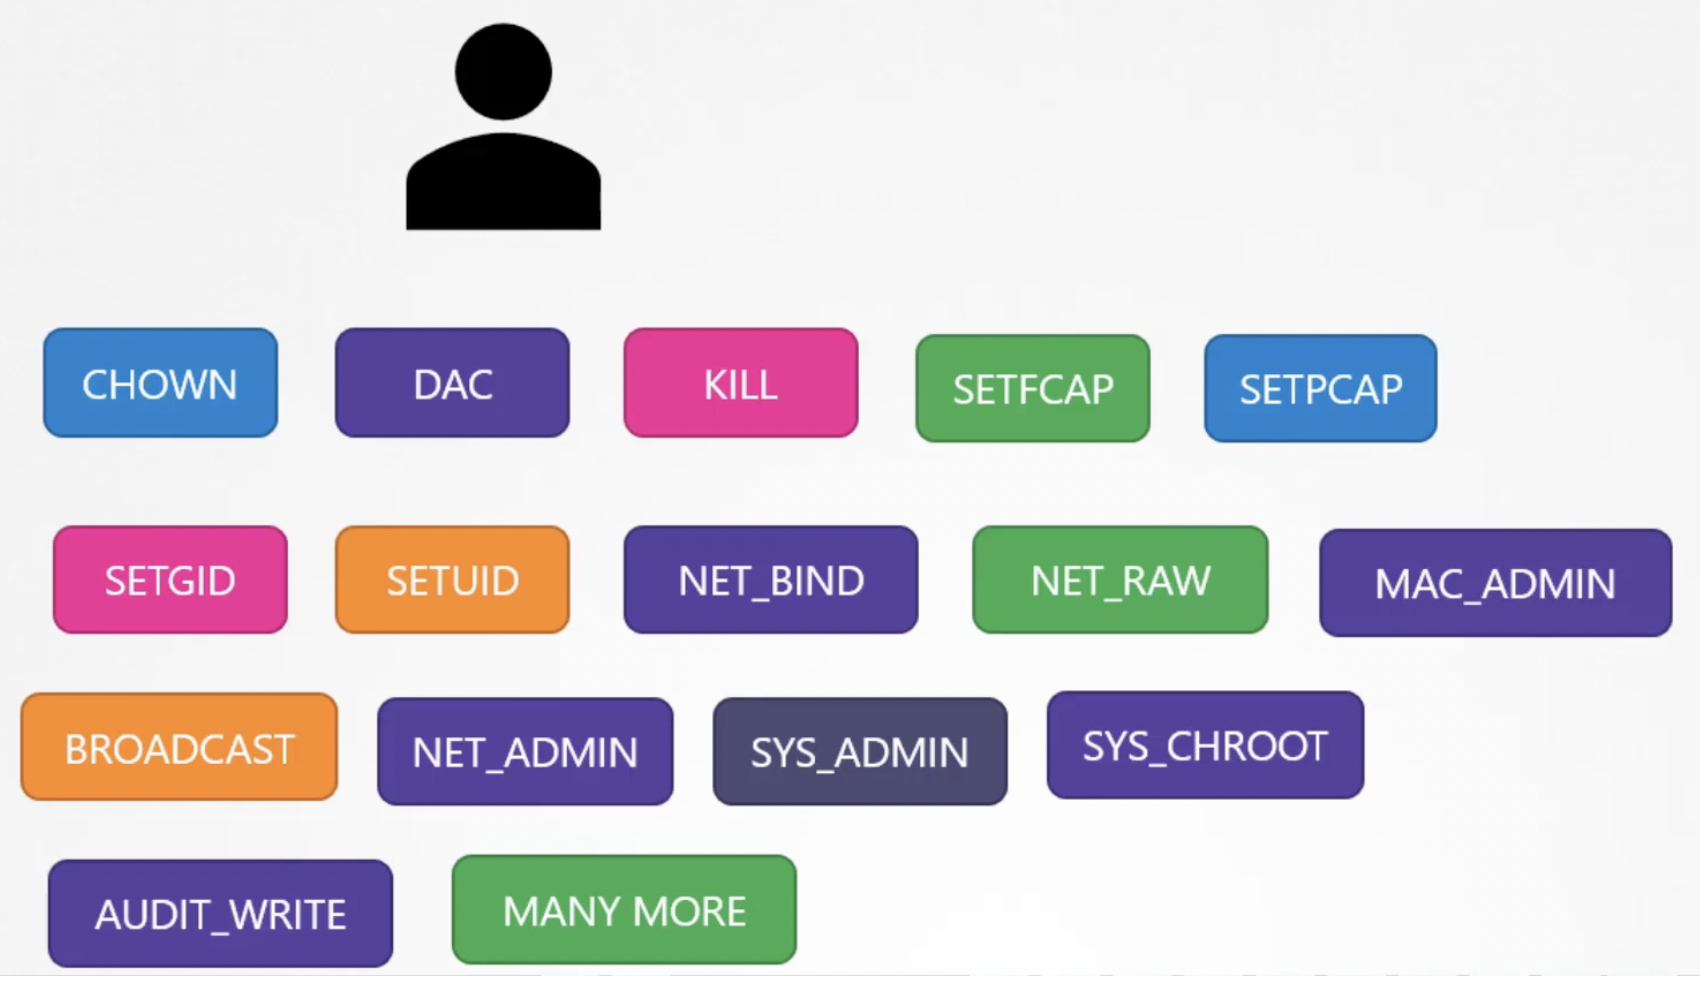 CHOWN
DAC
KILL
SETFCAP
SETPCAP
SETGID
SETUID
NET_BIND
NET_RAW
MAC_ADMIN
BROADCAST
NET_ADMIN
SYS_ADMIN
SYS_CHROOT
AUDIT_WRITE
MANY MORE